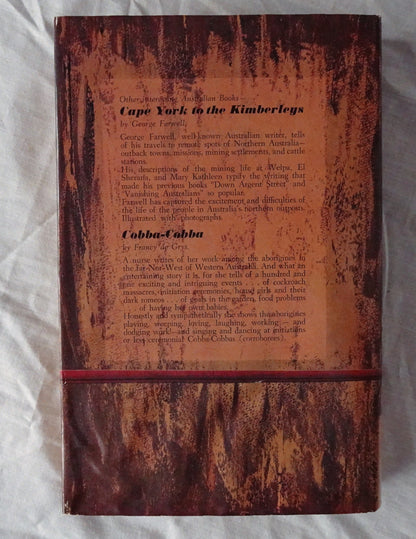 Other interesting Australian Books—
Cape York to the Kimberleys
by George Farwell,
George Farwell, well-known Australian writer, tells
of his travels to remote spots of Northern Australia—
outback towns, missions, mining settlements, and cattle
stations.
His descriptions of the mining life at Weipa, El
Sherana, and Mary Kathleen typify the writing that
made his previous books "Down Argent Street" and
"Vanishing Australians" so popular.
Farwell has captured the excitement and difficulties of
the life of the people in Australia's northern outposts.
Illustrated with photographs.
Cobba-Cobba
by Francy de Grys.
A nurse writes of her work among the aborigines in
the far Nor-West of Western Australia. And what an
entertaining story it is, for she tells of a hundred and
one exciting and intriguing events . . . of cockroach
massacres, initiation ceremonies, house girls and their
dark romeos . . . of goats in the garden, food problems
. . . of having her own babies.
Honestly and sympathetically she shows the aborigines
playing, weeping, loving, laughing, working — and
dodging work—and singing and dancing at initiations
or less ceremonial Cobba-Cobbas (corroborees).